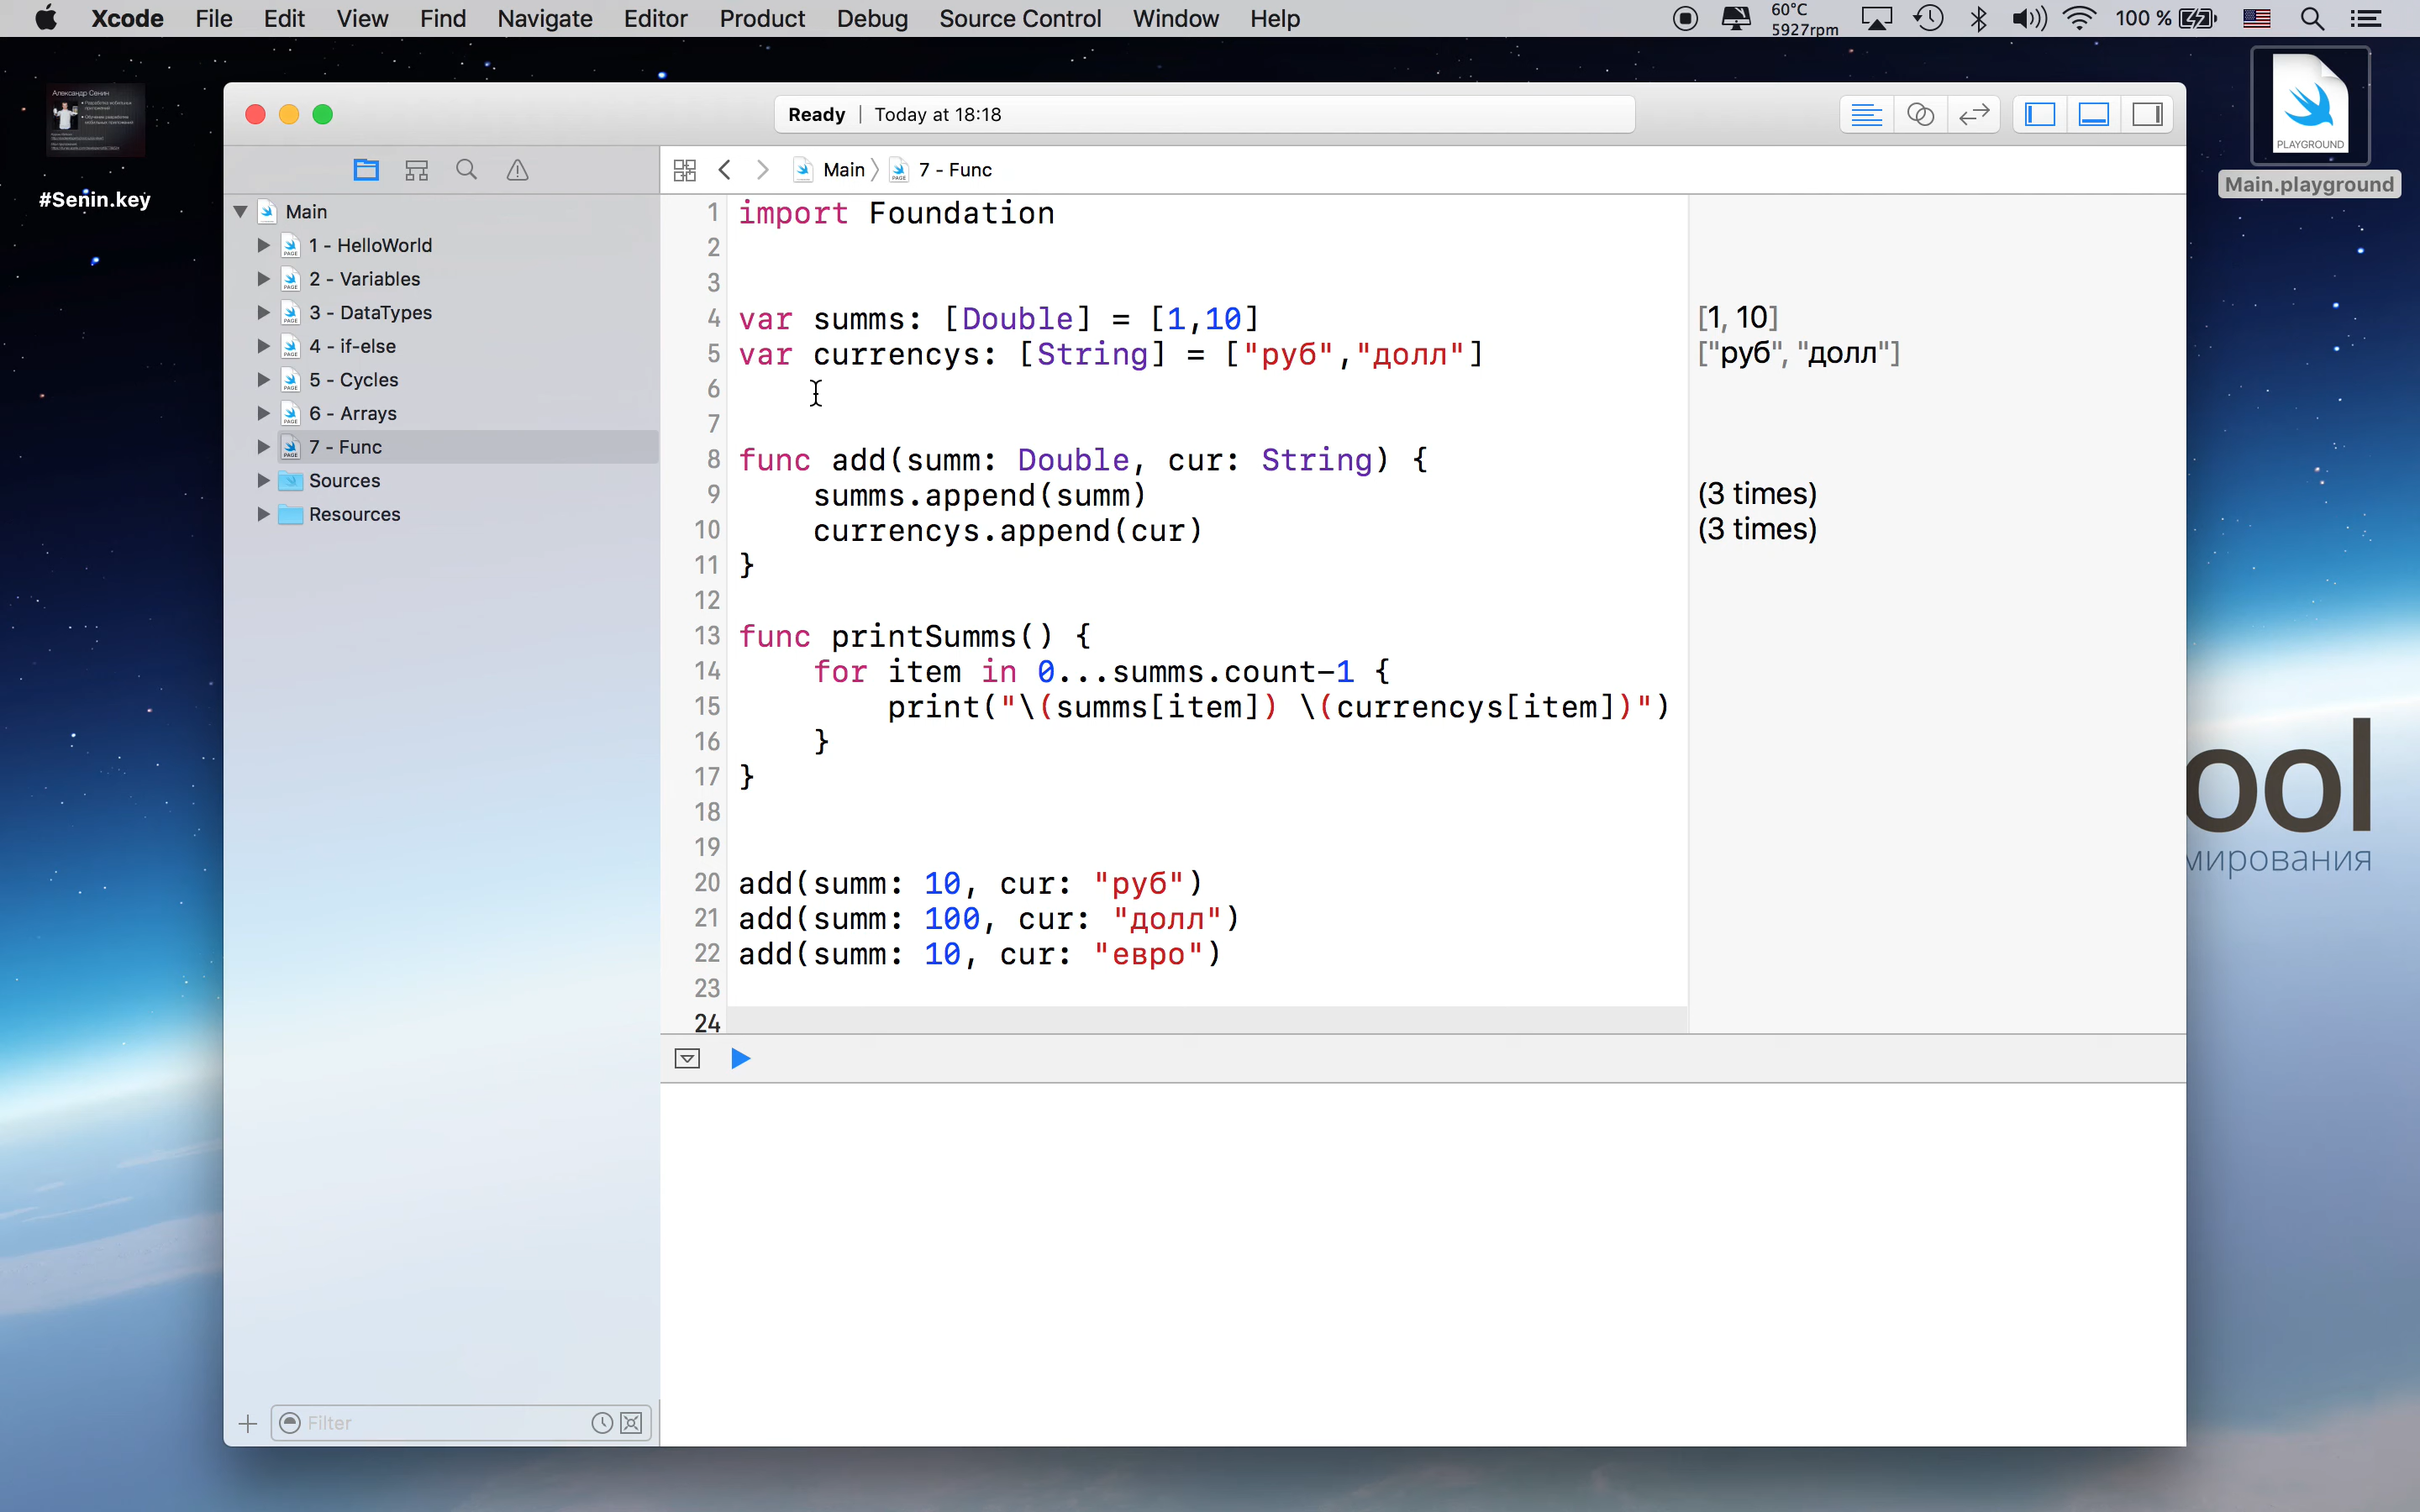 Xcode File Edit View Find Navigate Editor Product Debug Source Control Window Help
60°C
5927rpm
100 %
Александр Сенин
#Senin.key
PLAYGROUND
Main.playground
Ready | Today at 18:18
Main 7 - Func
Main
1 - HelloWorld
2 - Variables
3 - DataTypes
4 - if-else
5 - Cycles
6 - Arrays
7 - Func
Sources
Resources
Filter
1 import Foundation
2
3
4 var summs: [Double] = [1,10]
5 var currencys: [String] = ["руб","долл"]
6
7
8 func add(summ: Double, cur: String) {
9 summs.append(summ)
10 currencys.append(cur)
11 }
12
13 func printSumms() {
14 for item in 0...summs.count-1 {
15 print("\(summs[item]) \(currencys[item])")
16 }
17 }
18
19
20 add(summ: 10, cur: "руб")
21 add(summ: 100, cur: "долл")
22 add(summ: 10, cur: "евро")
23
24
[1, 10]
["руб", "долл"]
(3 times)
(3 times)
ool
мирования